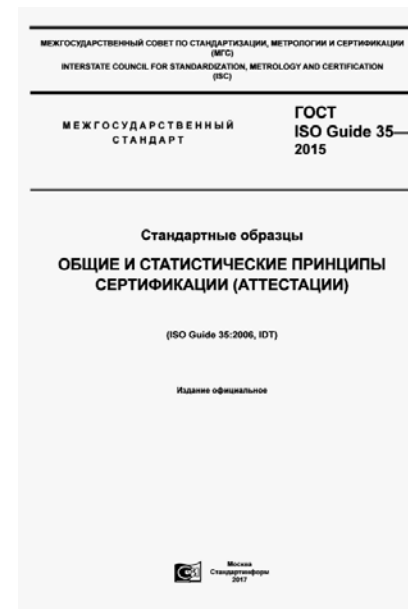 МЕЖГОСУДАРСТВЕННЫЙ СОВЕТ ПО СТАНДАРТИЗАЦИИ, МЕТРОЛОГИИ И СЕРТИФИКАЦИИ
(МГС)
INTERSTATE COUNCIL FOR STANDARDIZATION, METROLOGY AND CERTIFICATION
(ISC)
МЕЖГОСУДАРСТВЕННЫЙ
СТАНДАРТ
ГОСТ
ISO Guide 35—
2015
Стандартные образцы
ОБЩИЕ И СТАТИСТИЧЕСКИЕ ПРИНЦИПЫ
СЕРТИФИКАЦИИ (АТТЕСТАЦИИ)
(ISO Guide 35:2006, IDT)
Издание официальное
Москва
Стандартинформ
2017